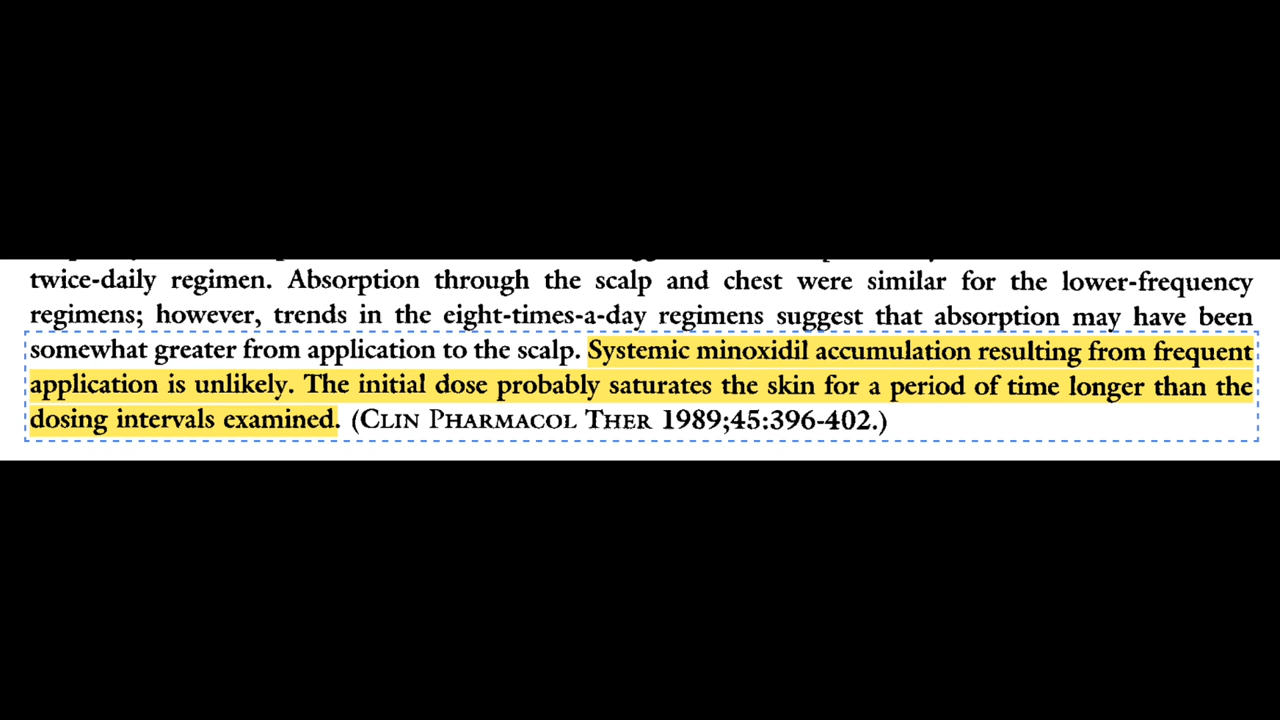 twice-daily regimen. Absorption through the scalp and chest were similar for the lower-frequency
regimens; however, trends in the eight-times-a-day regimens suggest that absorption may have been
somewhat greater from application to the scalp. Systemic minoxidil accumulation resulting from frequent
application is unlikely. The initial dose probably saturates the skin for a period of time longer than the
dosing intervals examined. (CLIN PHARMACOL THER 1989;45:396-402.)